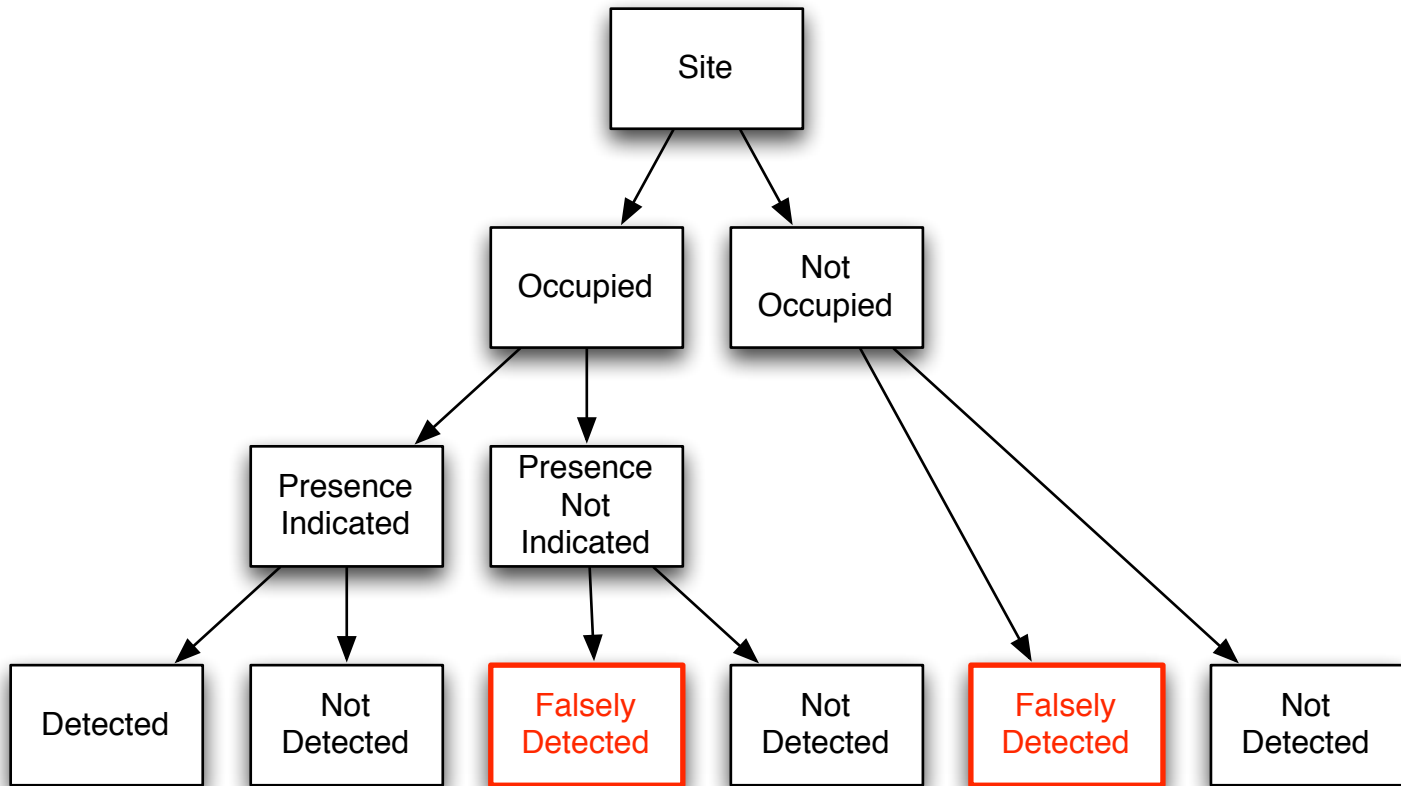 Site
Occupied
Not
Occupied
Presence
Indicated
Presence
Not
Indicated
Detected
Not
Detected
Falsely
Detected
Not
Detected
Falsely
Detected
Not
Detected